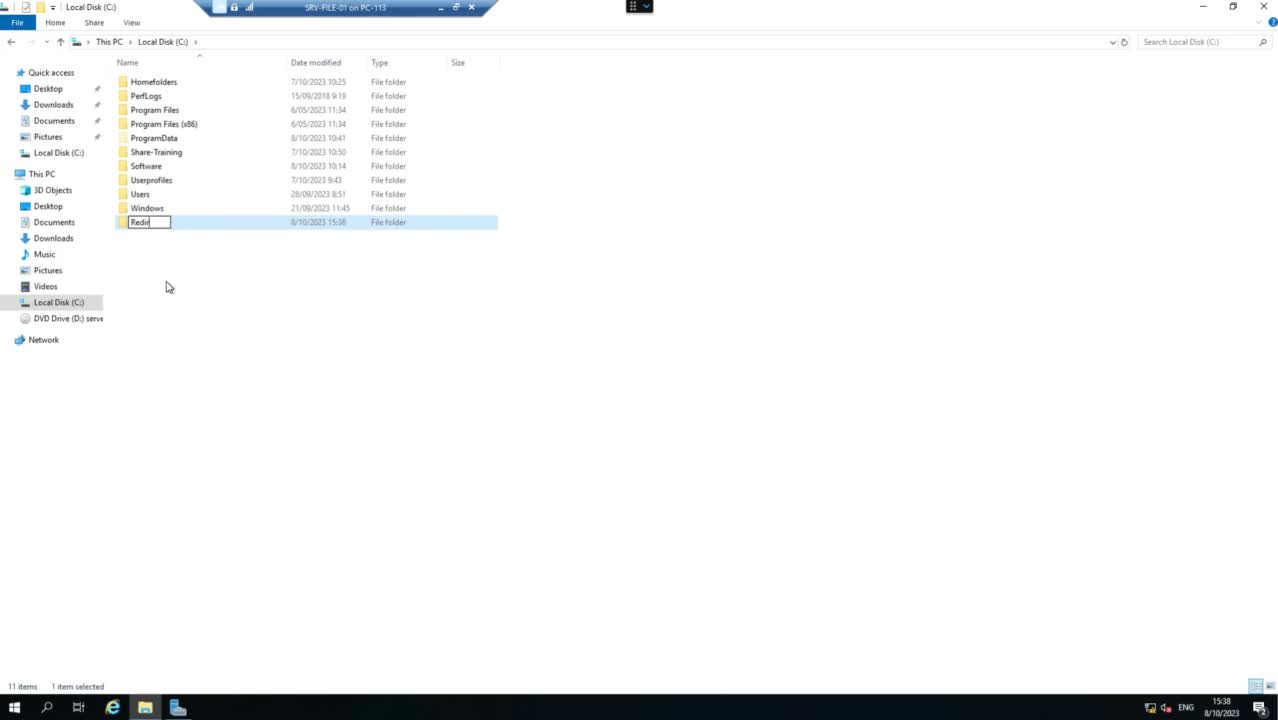 Local Disk (C:)
SRV-FILE-01 on PC-113
File Home Share View
This PC Local Disk (C:)
Search Local Disk (C:)
Name Date modified Type Size
Quick access
Desktop
Downloads
Documents
Pictures
Local Disk (C:)
This PC
3D Objects
Desktop
Documents
Downloads
Music
Pictures
Videos
Local Disk (C:)
DVD Drive (D:) serve
Network
Homefolders 7/10/2023 10:25 File folder
PerfLogs 15/09/2018 9:19 File folder
Program Files 6/05/2023 11:34 File folder
Program Files (x86) 6/05/2023 11:34 File folder
ProgramData 8/10/2023 10:41 File folder
Share-Training 7/10/2023 10:50 File folder
Software 8/10/2023 10:14 File folder
Userprofiles 7/10/2023 9:43 File folder
Users 28/09/2023 8:51 File folder
Windows 21/09/2023 11:45 File folder
Redir 8/10/2023 15:38 File folder
11 items 1 item selected
ENG
15:38
8/10/2023
2